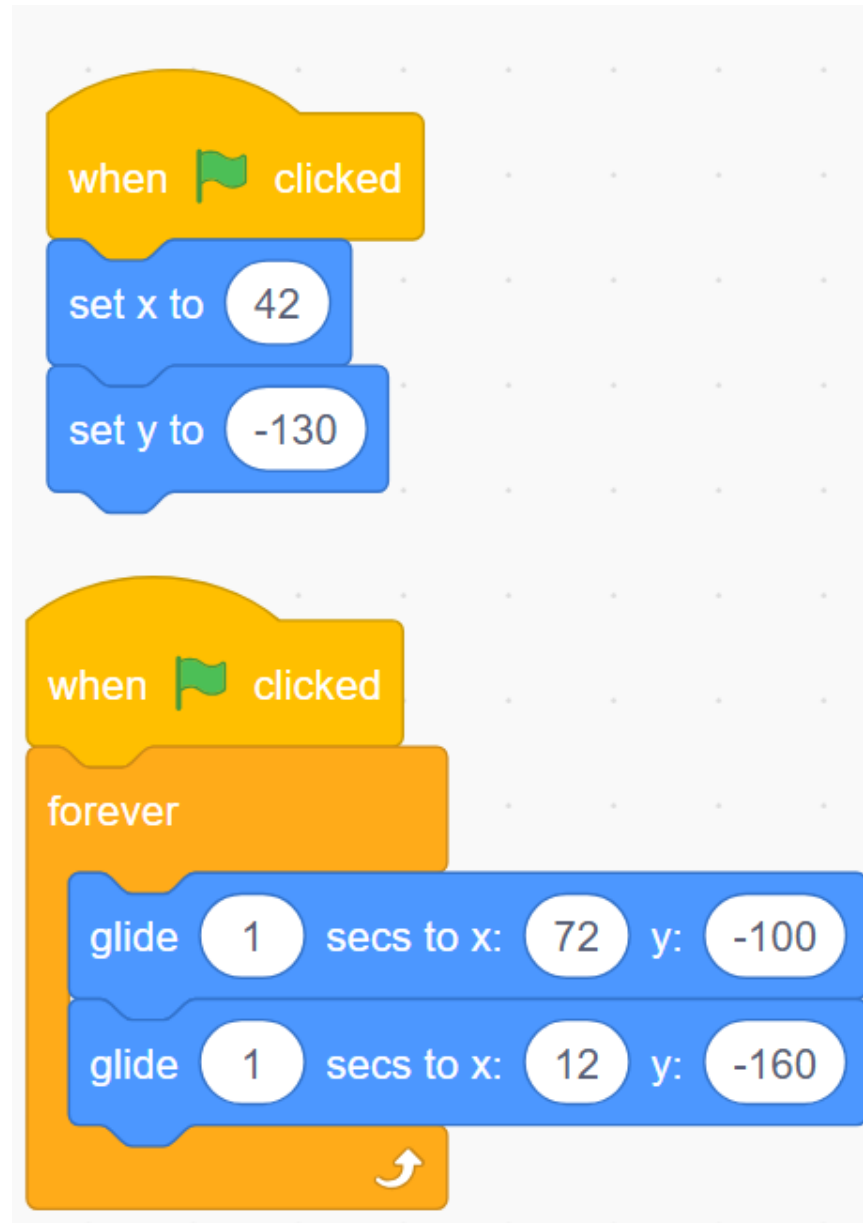 when clicked
set x to 42
set y to -130
when clicked
forever
glide 1 secs to x: 72 y: -100
glide 1 secs to x: 12 y: -160